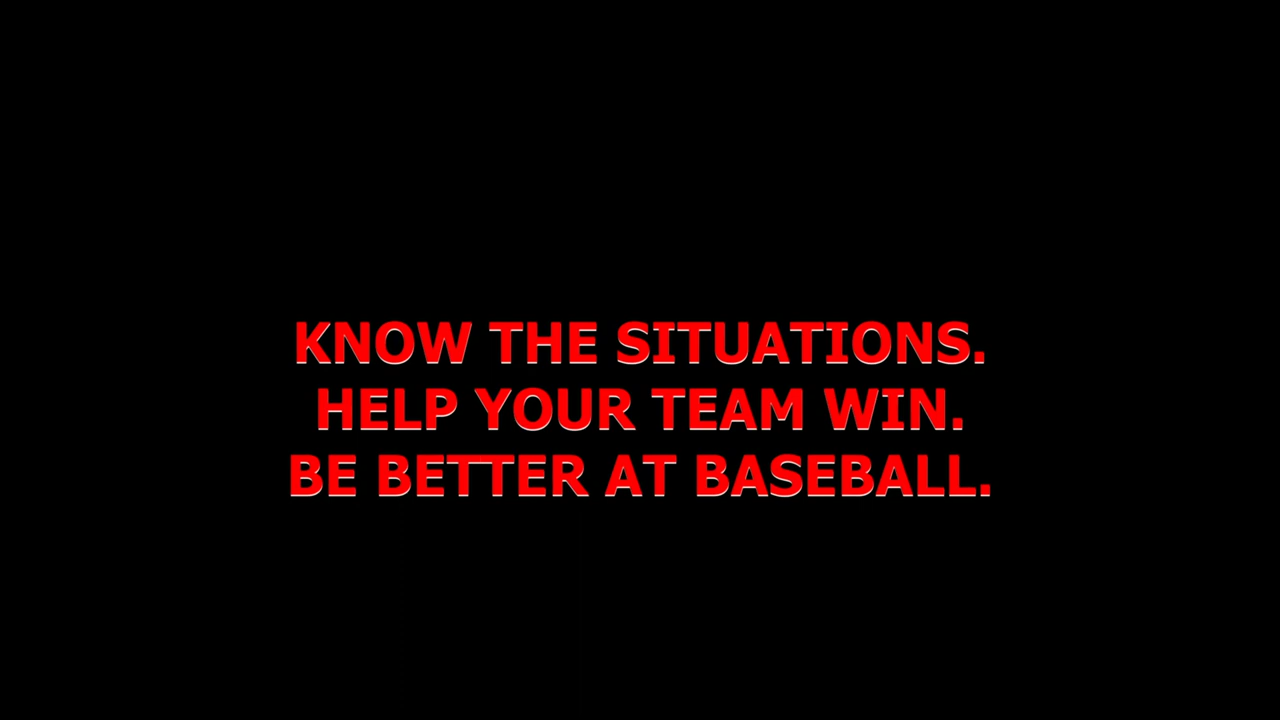 KNOW THE SITUATIONS.
HELP YOUR TEAM WIN.
BE BETTER AT BASEBALL.